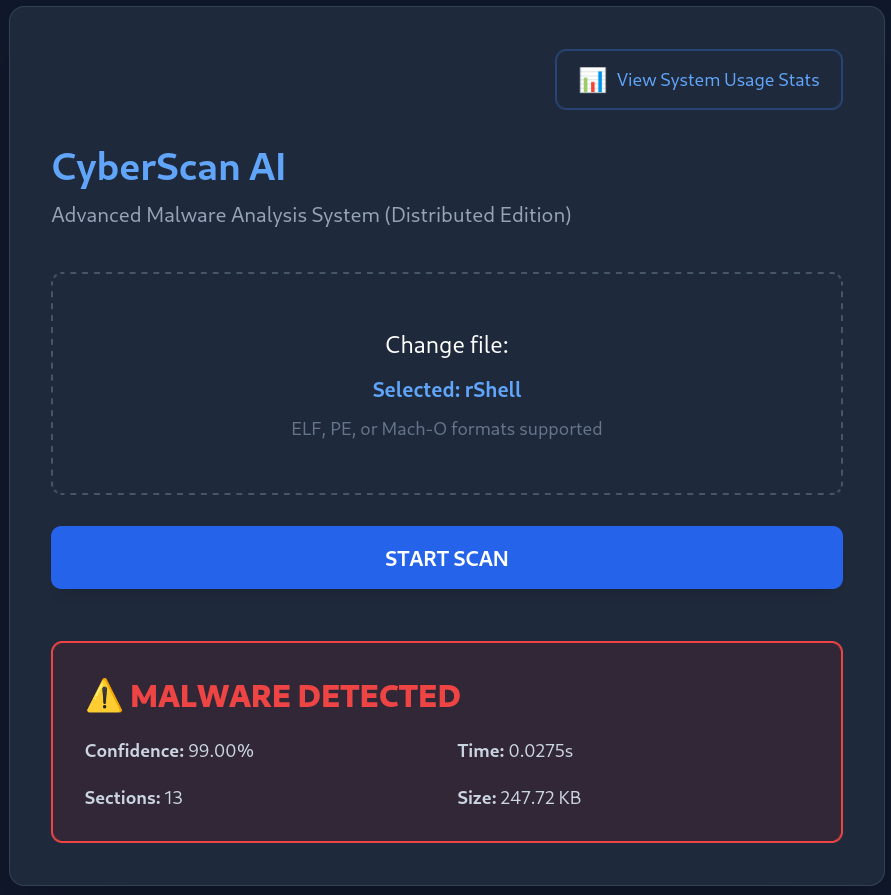 View System Usage Stats
CyberScan AI
Advanced Malware Analysis System (Distributed Edition)
Change file:
Selected: rShell
ELF, PE, or Mach-O formats supported
START SCAN
MALWARE DETECTED
Confidence: 99.00%
Time: 0.0275s
Sections: 13
Size: 247.72 KB